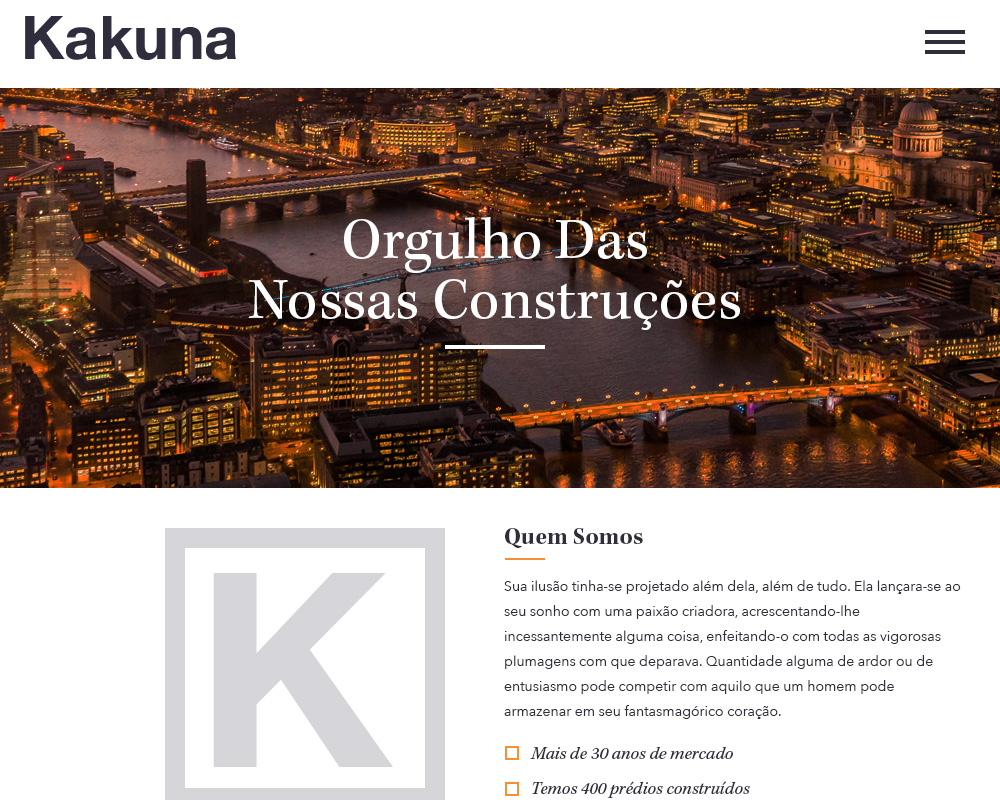 Kakuna
Orgulho Das
Nossas Construções
K
Quem Somos
Sua ilusão tinha-se projetado além dela, além de tudo. Ela lançara-se ao
seu sonho com uma paixão criadora, acrescentando-lhe
incessantemente alguma coisa, enfeitando-o com todas as vigorosas
plumagens com que deparava. Quantidade alguma de ardor ou de
entusiasmo pode competir com aquilo que um homem pode
armazenar em seu fantasmagórico coração.
Mais de 30 anos de mercado
Temos 400 prédios construídos